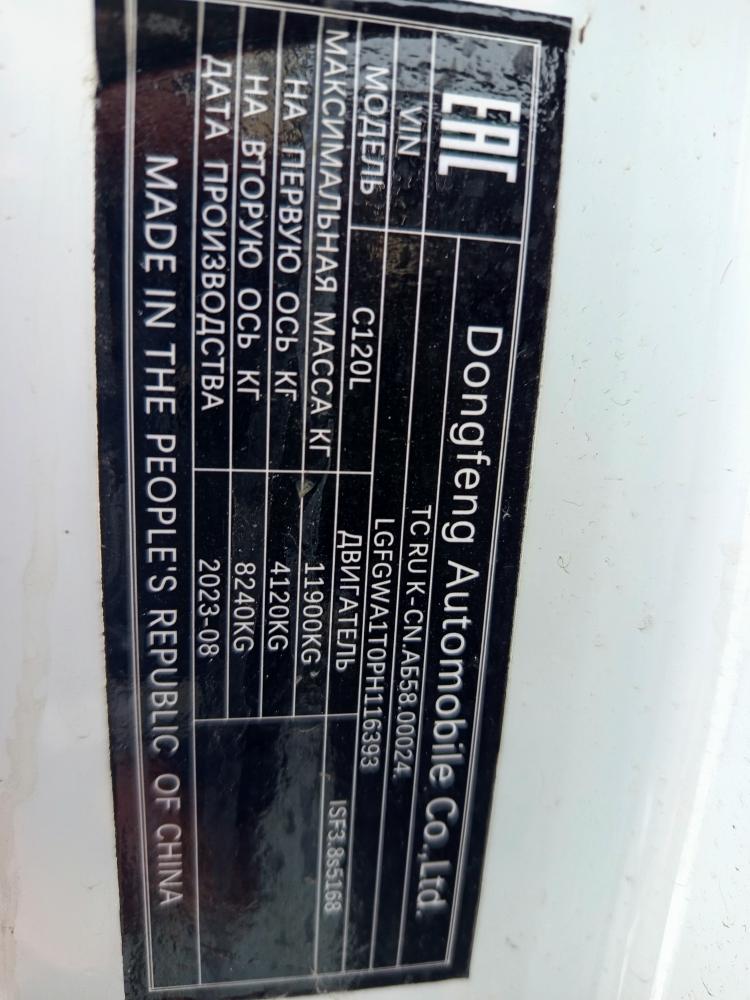 EAC
Dongfeng Automobile Co.,Ltd.
TC RU К-CN.АБ58.00024
VIN LGFGWA1T0PH116393
МОДЕЛЬ C120L ДВИГАТЕЛЬ ISF3.8s5168
МАКСИМАЛЬНАЯ МАССА КГ 11900KG
НА ПЕРВУЮ ОСЬ КГ 4120KG
НА ВТОРУЮ ОСЬ КГ 8240KG
ДАТА ПРОИЗВОДСТВА 2023-08
MADE IN THE PEOPLE'S REPUBLIC OF CHINA